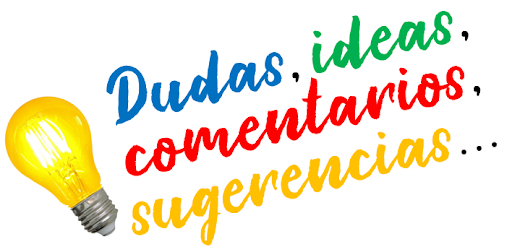 Dudas, ideas,
comentarios,
sugerencias...